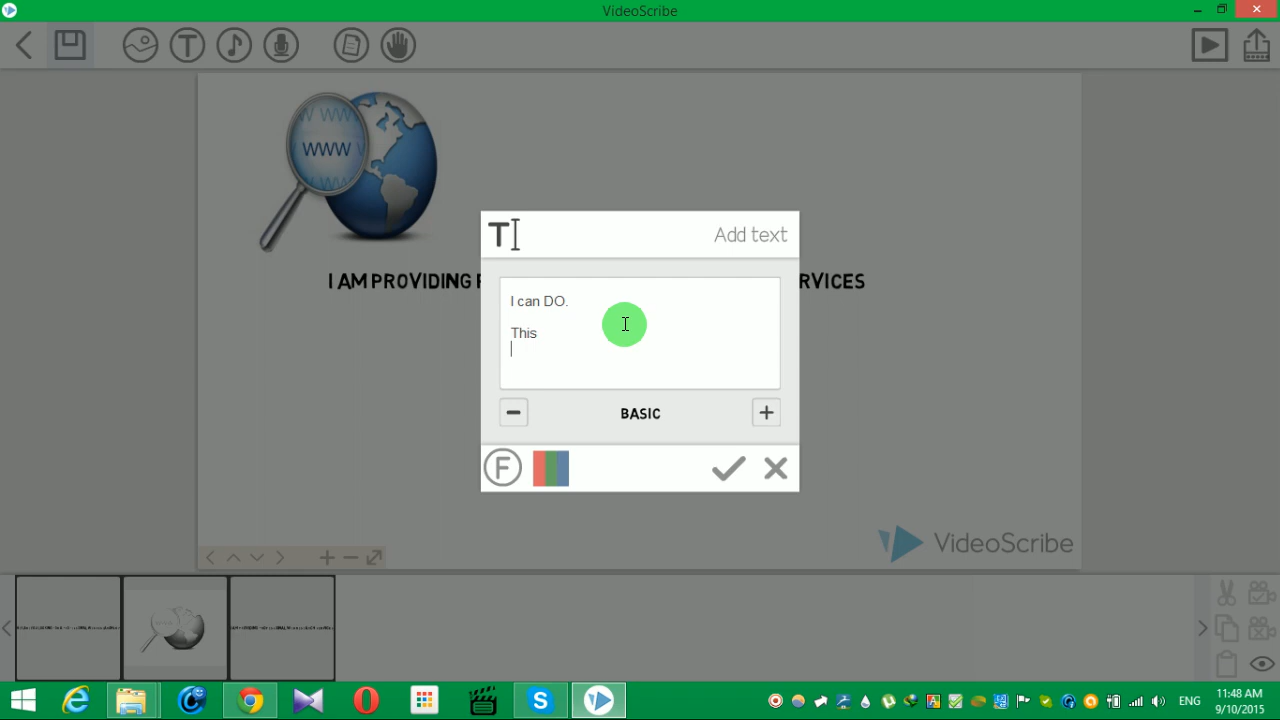 VideoScribe
WWW
Add text
I AM PROVIDING
RVICES
I can DO.
This
BASIC
F
VideoScribe
ENG
11:48 AM
9/10/2015